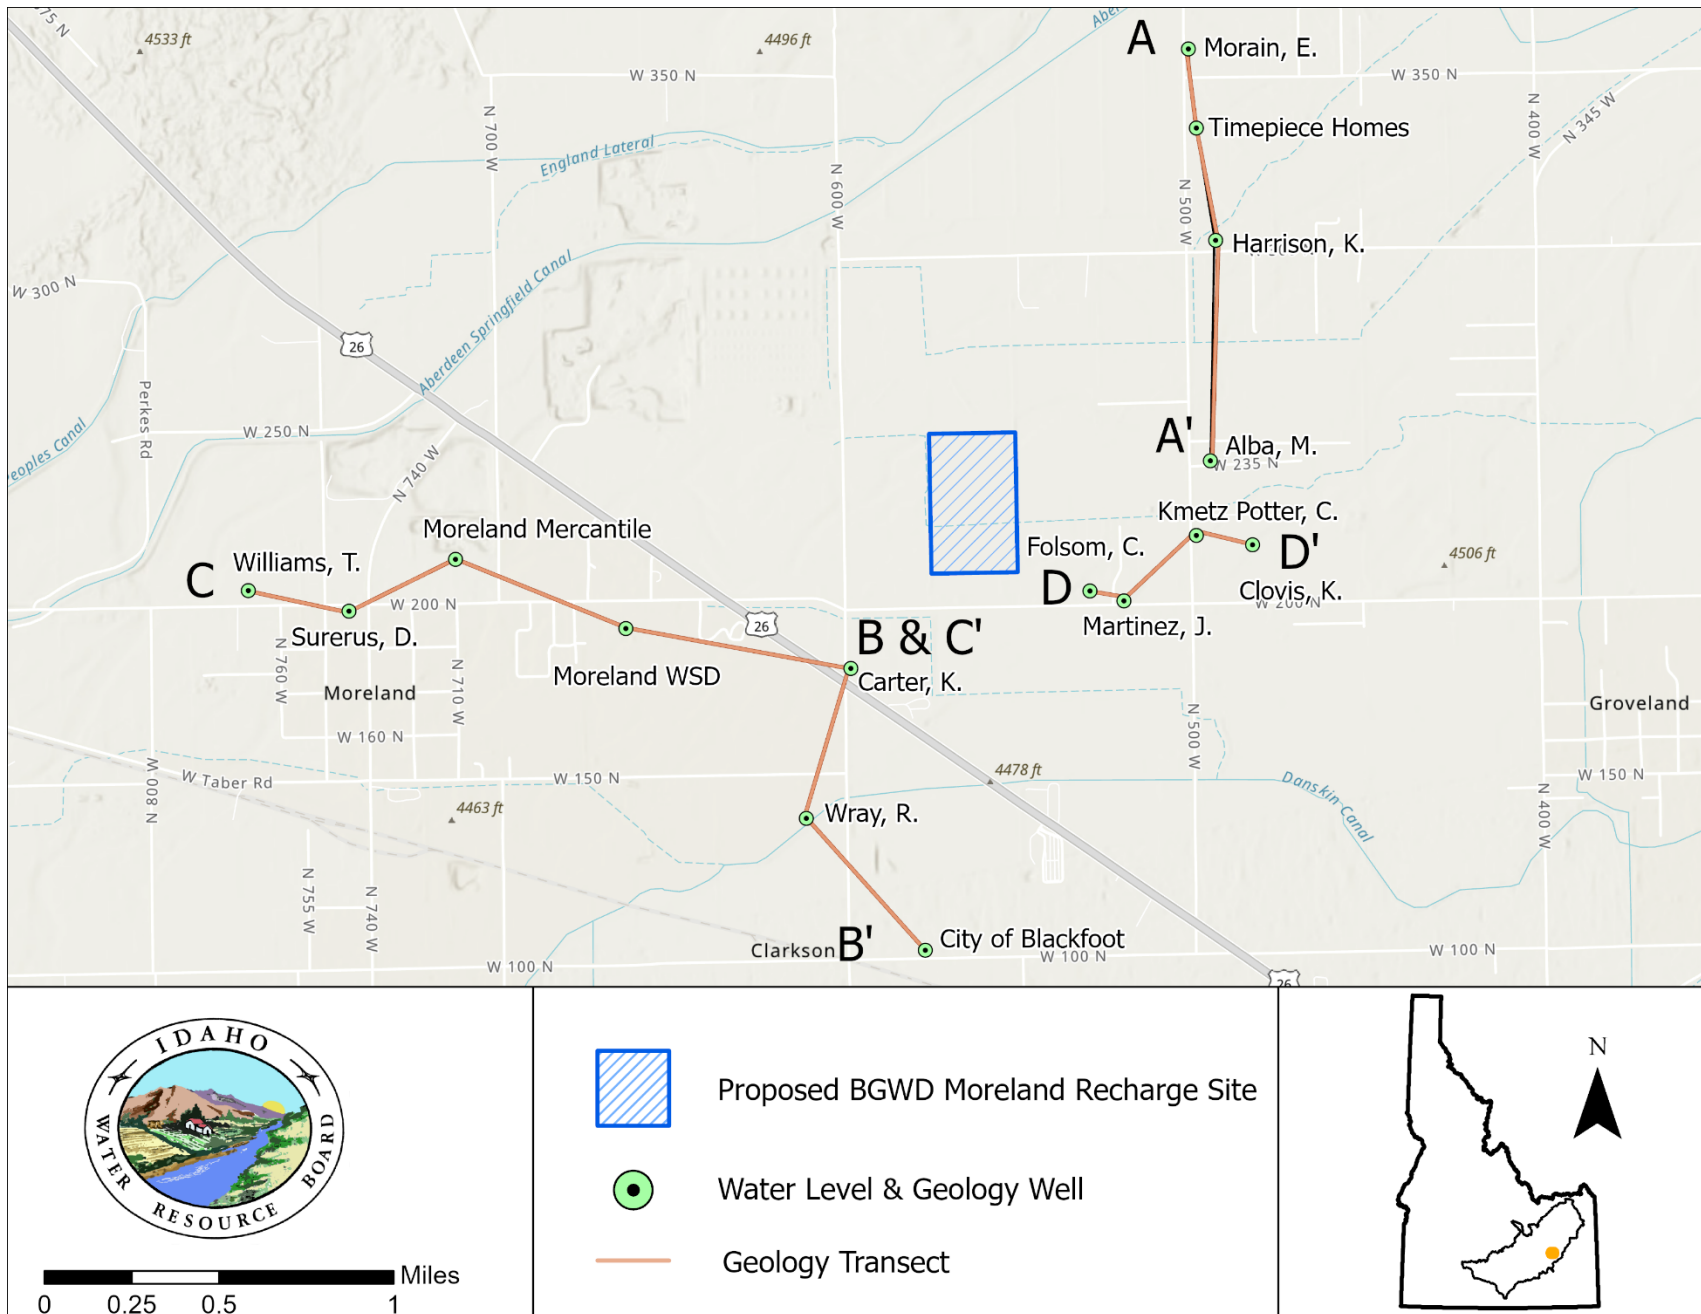 75 N
4533 ft
4496 ft
Aber
A
Morain, E.
W 350 N
W 350 N
N 700 W
England Lateral
N 600 W
Timepiece Homes
N 400 W
N 345 W
N 500 W
Harrison, K.
W 300 N
26
Aberdeen Springfield Canal
Perkes Rd
Peoples Canal
W 250 N
N 740 W
A'
Alba, M.
W 235 N
Moreland Mercantile
Kmetz Potter, C.
Williams, T.
C
Folsom, C.
D'
4506 ft
D
Clovis, K.
W 200 N
W 200 N
Surerus, D.
Martinez, J.
26
B & C'
Carter, K.
Moreland WSD
N 760 W
Moreland
N 710 W
Groveland
W 160 N
N 500 W
W Taber Rd
W 150 N
4478 ft
Danskin Canal
W 150 N
N 800 W
4463 ft
Wray, R.
N 400 W
N 755 W
N 740 W
Clarkson
B'
City of Blackfoot
W 100 N
W 100 N
W 100 N
26
IDAHO
WATER RESOURCE BOARD
Miles
0 0.25 0.5 1
Proposed BGWD Moreland Recharge Site
Water Level & Geology Well
Geology Transect
N